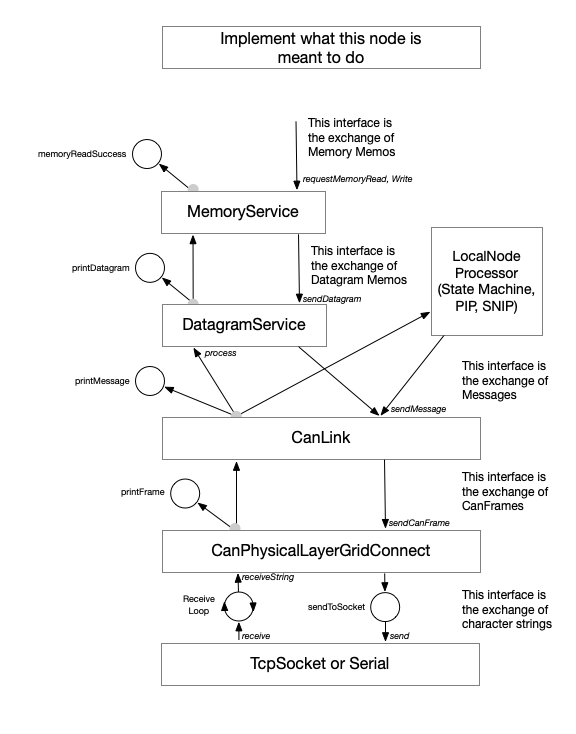 Implement what this node is
meant to do
This interface is
the exchange of
Memory Memos
memoryReadSuccess
requestMemoryRead, Write
MemoryService
This interface is
the exchange of
Datagram Memos
LocalNode
Processor
(State Machine,
PIP, SNIP)
printDatagram
sendDatagram
DatagramService
process
This interface is
the exchange of
Messages
printMessage
sendMessage
CanLink
This interface is
the exchange of
CanFrames
printFrame
sendCanFrame
CanPhysicalLayerGridConnect
receiveString
This interface is
the exchange of
character strings
Receive
Loop
sendToSocket
receive
send
TcpSocket or Serial